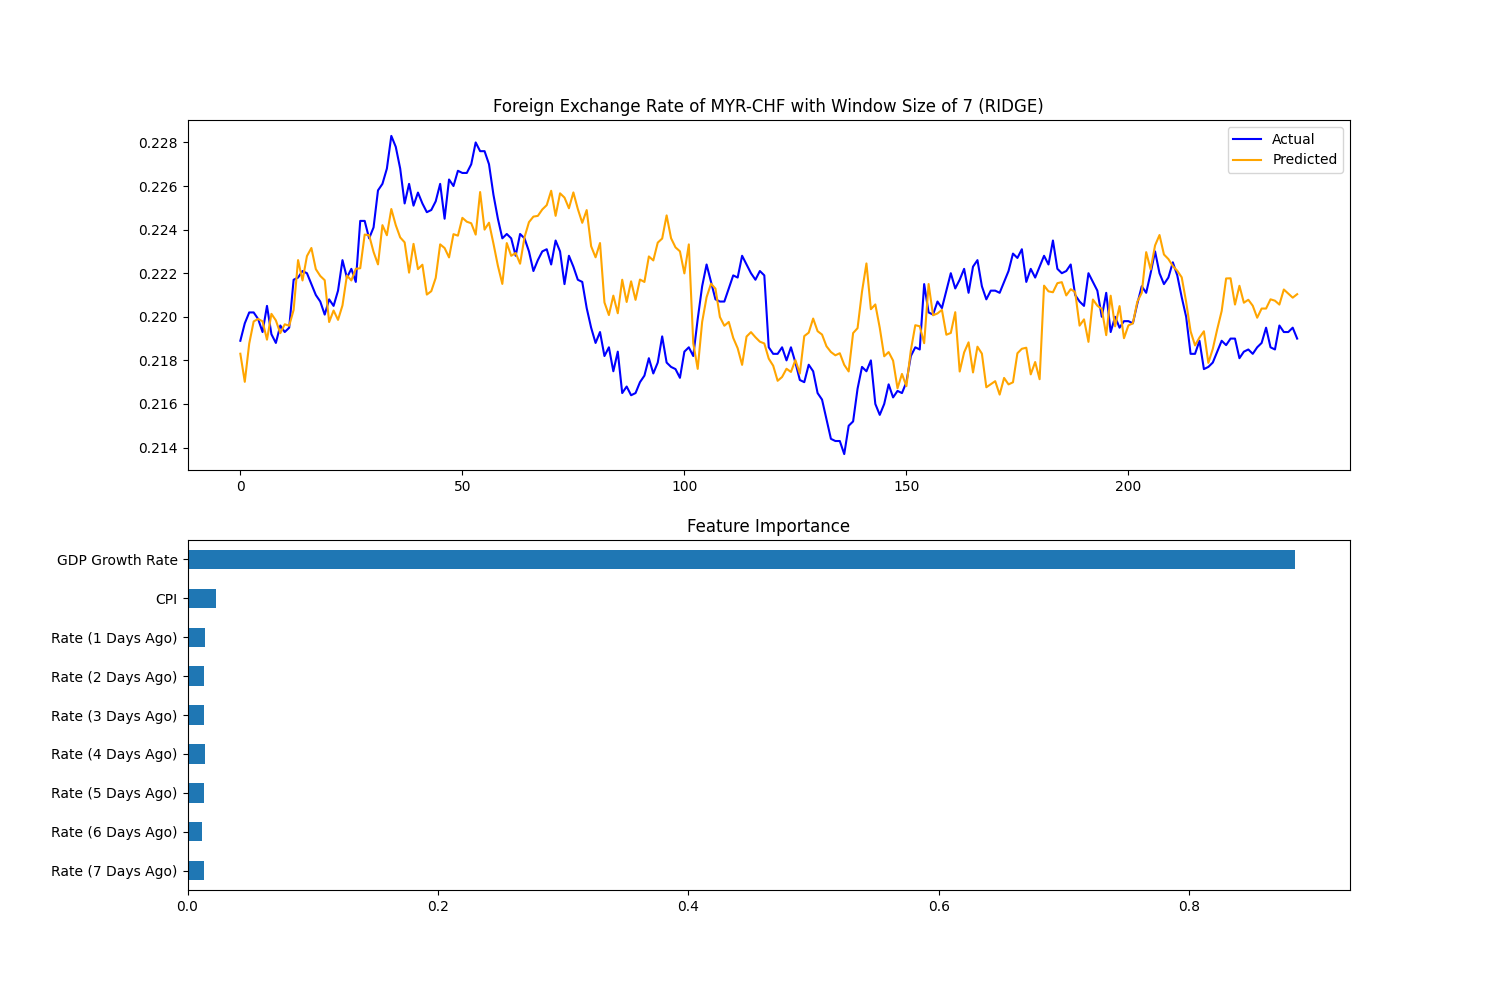 Foreign Exchange Rate of MYR-CHF with Window Size of 7 (RIDGE)
Actual
Predicted
0.228
0.226
0.224
0.222
0.220
0.218
0.216
0.214
0 50 100 150 200
Feature Importance
GDP Growth Rate
CPI
Rate (1 Days Ago)
Rate (2 Days Ago)
Rate (3 Days Ago)
Rate (4 Days Ago)
Rate (5 Days Ago)
Rate (6 Days Ago)
Rate (7 Days Ago)
0.0 0.2 0.4 0.6 0.8